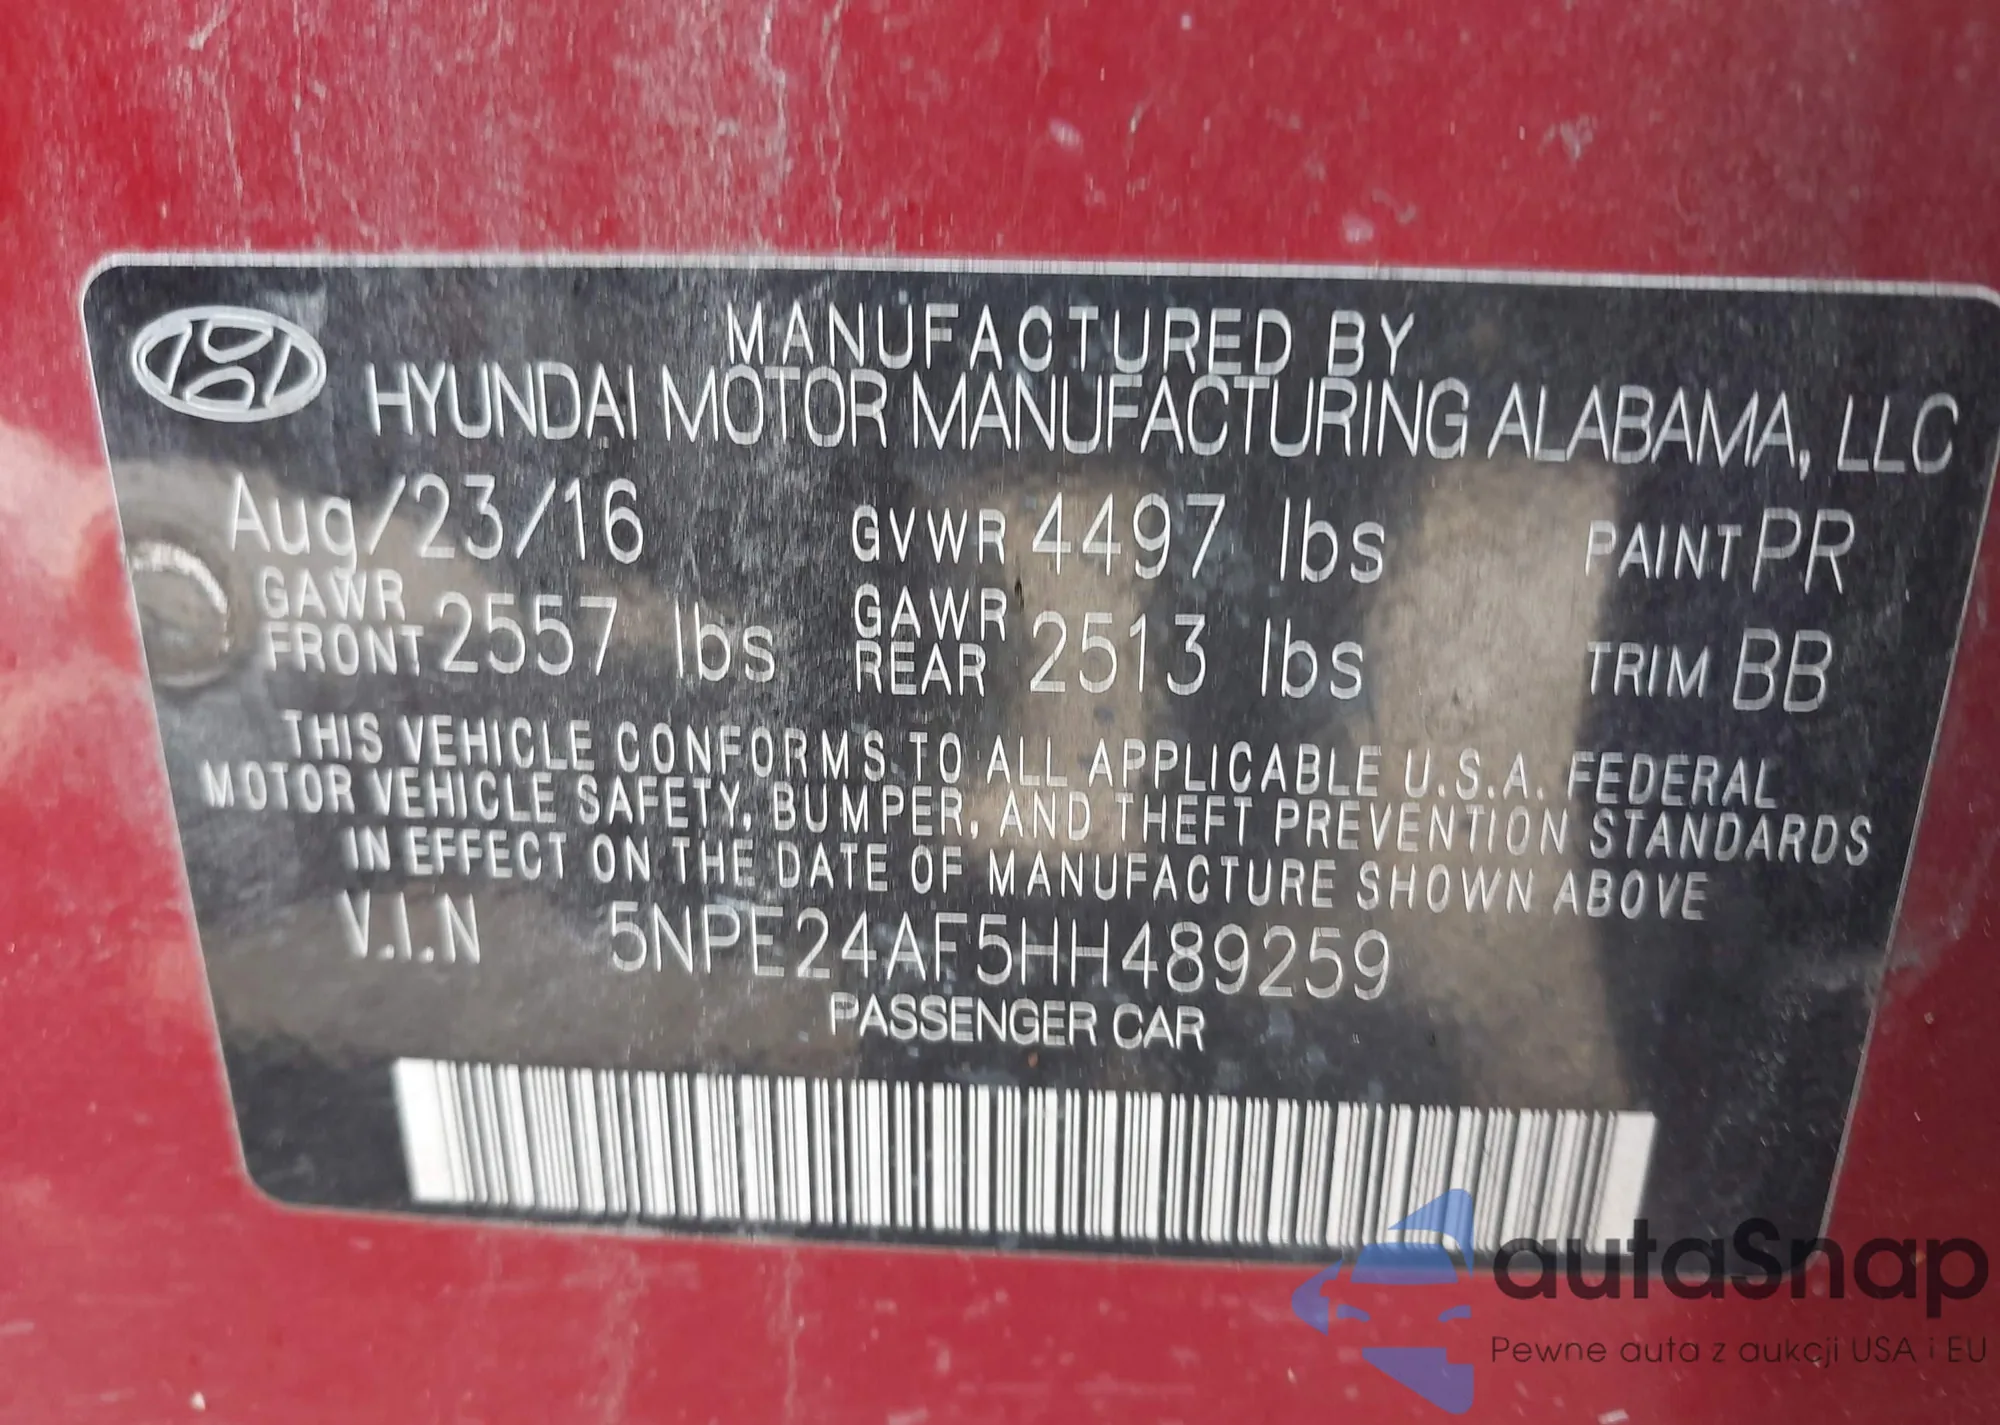 MANUFACTURED BY
HYUNDAI MOTOR MANUFACTURING ALABAMA, LLC
Aug/23/16 GVWR 4497 lbs PAINT PR
GAWR FRONT 2557 lbs GAWR REAR 2513 lbs TRIM BB
THIS VEHICLE CONFORMS TO ALL APPLICABLE U.S.A. FEDERAL
MOTOR VEHICLE SAFETY, BUMPER, AND THEFT PREVENTION STANDARDS
IN EFFECT ON THE DATE OF MANUFACTURE SHOWN ABOVE
V.I.N 5NPE24AF5HH489259
PASSENGER CAR
autaSnap
Pewne auta z aukcji USA i EU